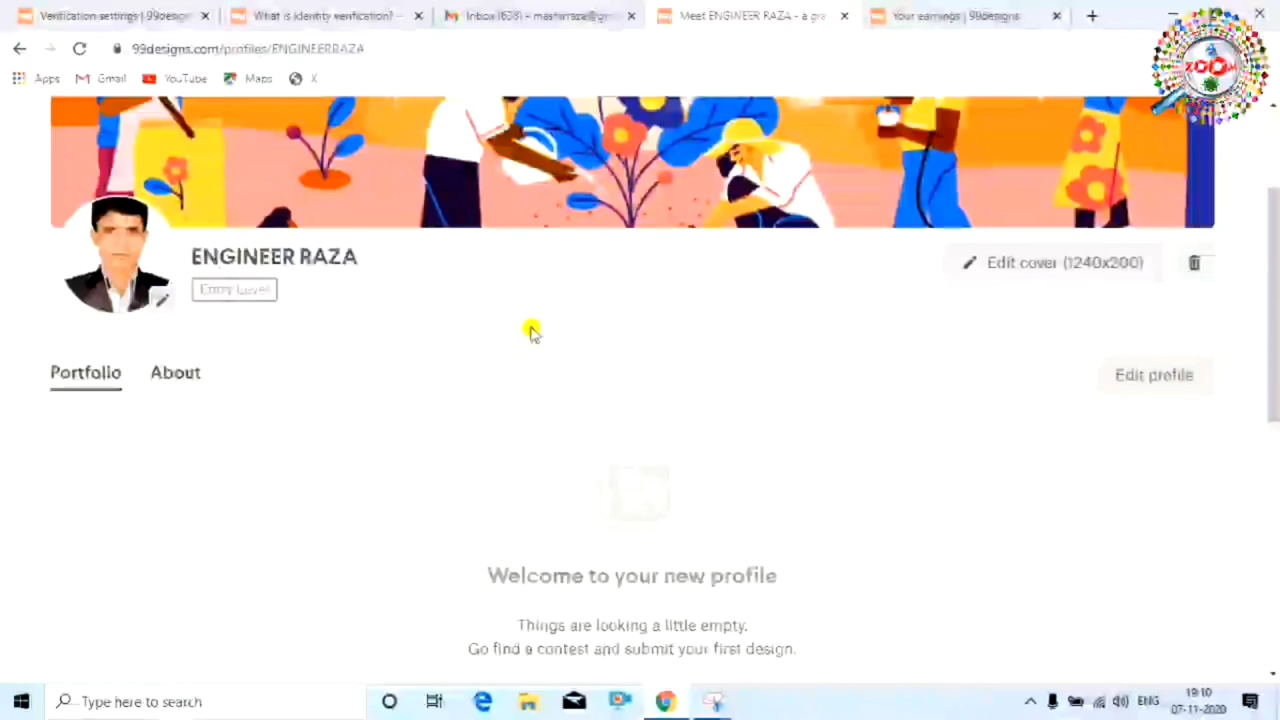 Verification settings | 99design
What is identity verification? -
Inbox (608) -
Meet ENGINEER RAZA - a gra
Your earnings | 99designs
99designs.com/profiles/ENGINEERRAZA
Apps
Gmail
YouTube
Maps
X
ZOOM
ENGINEER RAZA
Edit cover (1240x200)
Entry Level
Portfolio
About
Edit profile
Welcome to your new profile
Things are looking a little empty.
Go find a contest and submit your first design.
Type here to search
ENG
19:10
07-11-2020